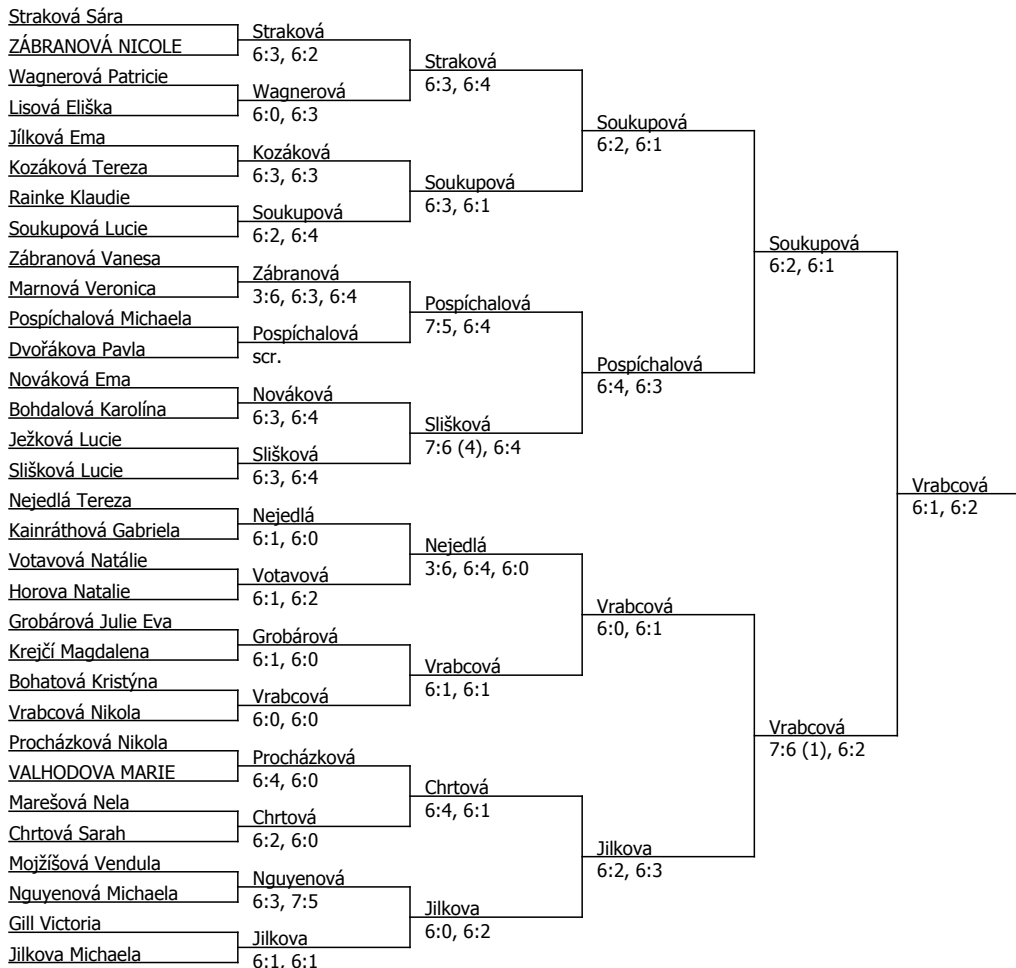 Straková Sára
ZÁBRANOVÁ NICOLE
Wagnerová Patricie
Lisová Eliška
Jílková Ema
Kozáková Tereza
Rainke Klaudie
Soukupová Lucie
Zábranová Vanesa
Marnová Veronica
Pospíchalová Michaela
Dvořákova Pavla
Nováková Ema
Bohdalová Karolína
Ježková Lucie
Slišková Lucie
Nejedlá Tereza
Kainráthová Gabriela
Votavová Natálie
Horova Natalie
Grobárová Julie Eva
Krejčí Magdalena
Bohatová Kristýna
Vrabcová Nikola
Procházková Nikola
VALHODOVA MARIE
Marešová Nela
Chrtová Sarah
Mojžíšová Vendula
Nguyenová Michaela
Gill Victoria
Jilkova Michaela
Straková
6:3, 6:2
Wagnerová
6:0, 6:3
Kozáková
6:3, 6:3
Soukupová
6:2, 6:4
Zábranová
3:6, 6:3, 6:4
Pospíchalová
scr.
Nováková
6:3, 6:4
Slišková
6:3, 6:4
Nejedlá
6:1, 6:0
Votavová
6:1, 6:2
Grobárová
6:1, 6:0
Vrabcová
6:0, 6:0
Procházková
6:4, 6:0
Chrtová
6:2, 6:0
Nguyenová
6:3, 7:5
Jilkova
6:1, 6:1
Straková
6:3, 6:4
Soukupová
6:3, 6:1
Pospíchalová
7:5, 6:4
Slišková
7:6 (4), 6:4
Nejedlá
3:6, 6:4, 6:0
Vrabcová
6:1, 6:1
Chrtová
6:4, 6:1
Jilkova
6:0, 6:2
Soukupová
6:2, 6:1
Pospíchalová
6:4, 6:3
Vrabcová
6:0, 6:1
Jilkova
6:2, 6:3
Soukupová
6:2, 6:1
Vrabcová
7:6 (1), 6:2
Vrabcová
6:1, 6:2